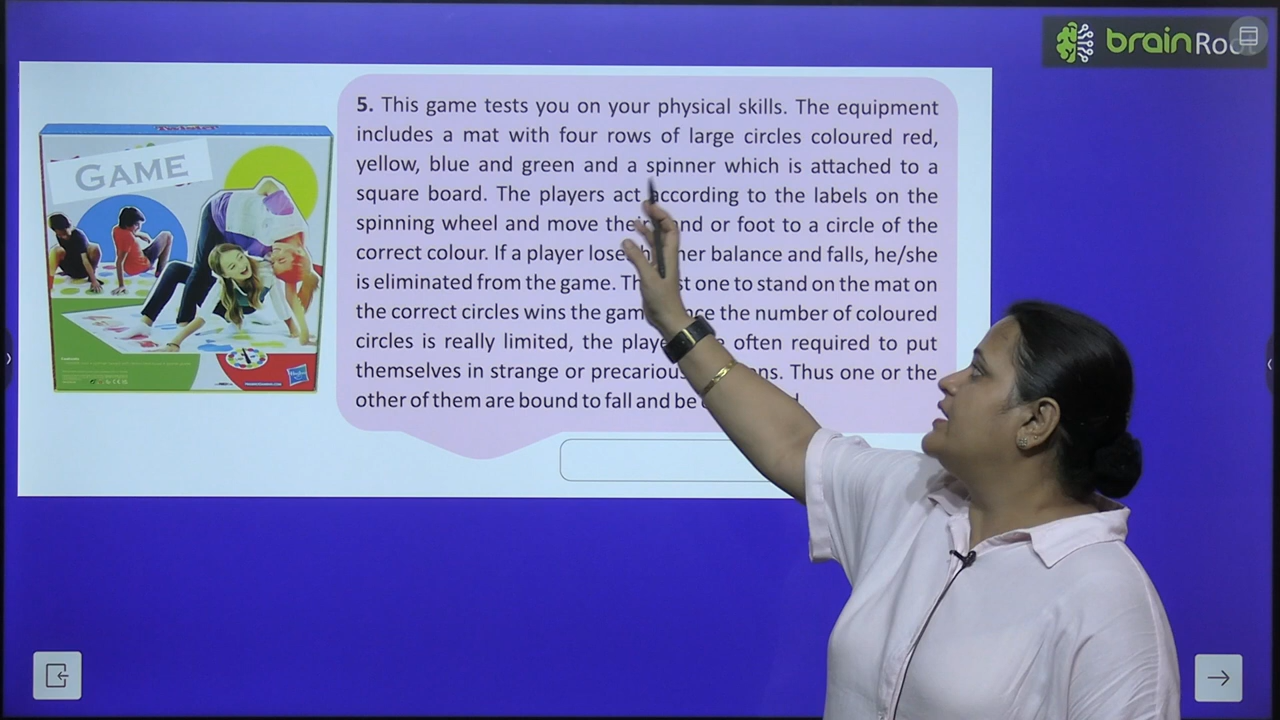 brainRoo
5. This game tests you on your physical skills. The equipment
includes a mat with four rows of large circles coloured red,
yellow, blue and green and a spinner which is attached to a
square board. The players act according to the labels on the
spinning wheel and move their and or foot to a circle of the
correct colour. If a player lose her balance and falls, he/she
is eliminated from the game. Th st one to stand on the mat on
the correct circles wins the gam nce the number of coloured
circles is really limited, the playe e often required to put
themselves in strange or precarious ons. Thus one or the
other of them are bound to fall and be
GAME